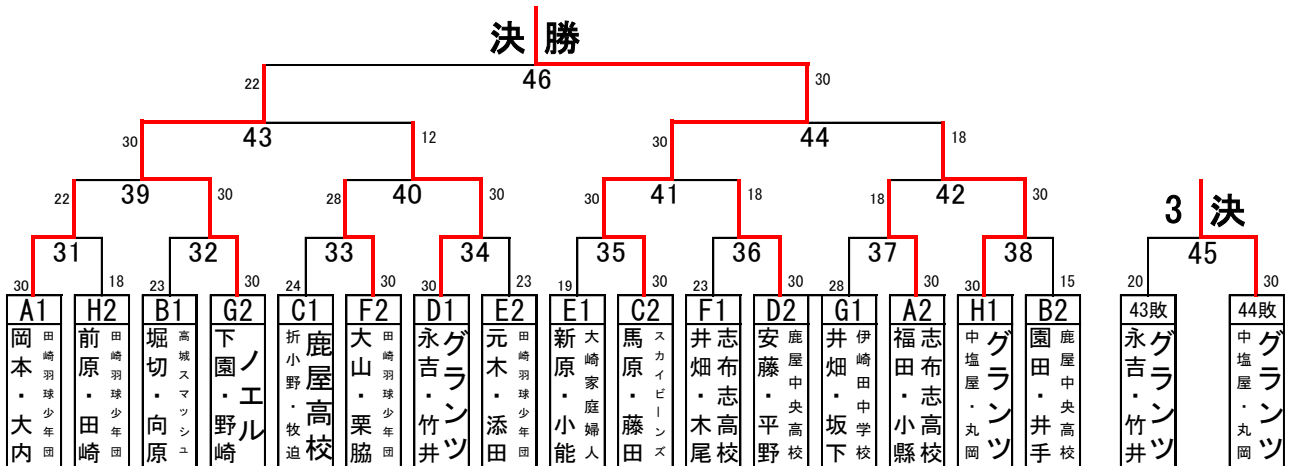 決 勝
46
22 30
43 44
30 12 30 18
39 40 41 42
22 30 28 30 30 18 18 30
3 決
31 32 33 34 35 36 37 38 45
30 18 23 30 24 30 30 23 19 30 23 30 28 30 30 15 20 30
A1 H2 B1 G2 C1 F2 D1 E2 E1 C2 F1 D2 G1 A2 H1 B2 43敗 44敗
岡本・大内 田崎羽球少年団
前原・田崎 田崎羽球少年団
堀切・向原 高城スマッシュ
下園・野崎 ノエル
折小野・牧迫 鹿屋高校
大山・栗脇 田崎羽球少年団
永吉・竹井 グランツ
元木・添田 田崎羽球少年団
新原・小能 大崎家庭婦人
馬原・藤田 スカイビーンズ
井畑・木尾 志布志高校
安藤・平野 鹿屋中央高校
井畑・坂下 伊崎田中学校
福田・小縣 志布志高校
中塩屋・丸岡 グランツ
園田・井手 鹿屋中央高校
永吉・竹井 グランツ
中塩屋・丸岡 グランツ